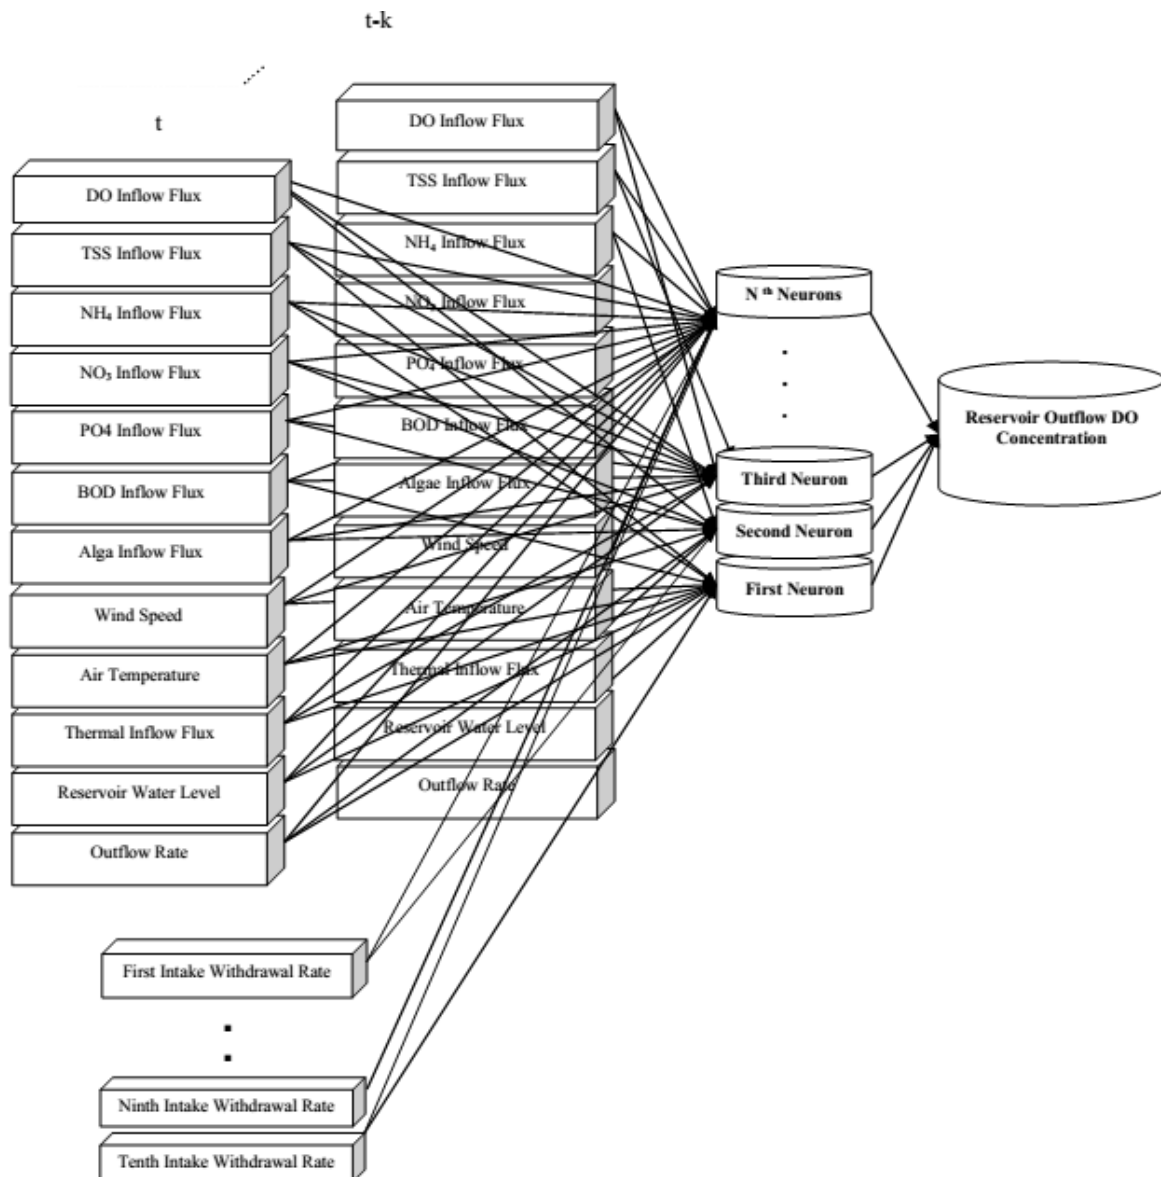 t-k
t
DO Inflow Flux
TSS Inflow Flux
NH₄ Inflow Flux
NO₃ Inflow Flux
PO4 Inflow Flux
BOD Inflow Flux
Alga Inflow Flux
Wind Speed
Air Temperature
Thermal Inflow Flux
Reservoir Water Level
Outflow Rate
DO Inflow Flux
TSS Inflow Flux
NH₄ Inflow Flux
NO₃ Inflow Flux
PO₄ Inflow Flux
BOD Inflow Flux
Algae Inflow Flux
Wind Speed
Air Temperature
Thermal Inflow Flux
Reservoir Water Level
Outflow Rate
First Intake Withdrawal Rate
Ninth Intake Withdrawal Rate
Tenth Intake Withdrawal Rate
N th Neurons
Third Neuron
Second Neuron
First Neuron
Reservoir Outflow DO
Concentration